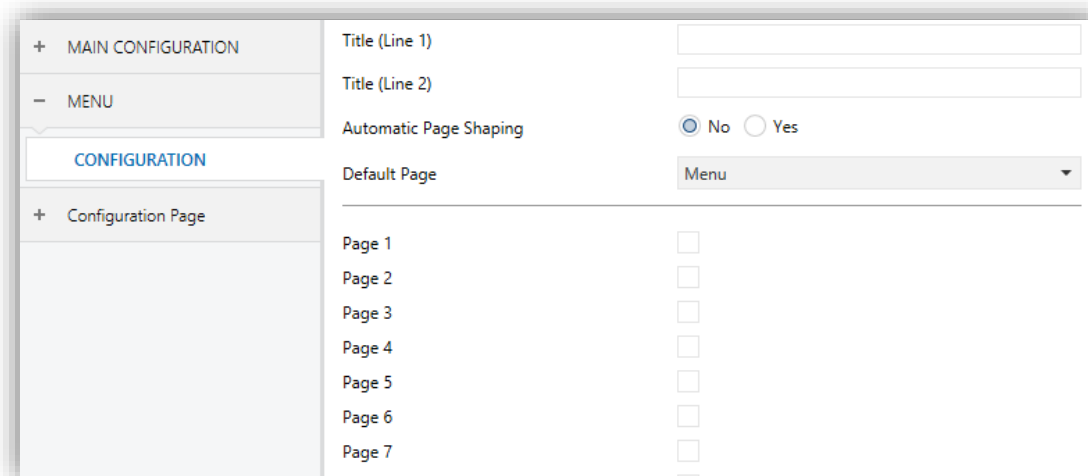 MAIN CONFIGURATION
MENU
CONFIGURATION
Configuration Page
Title (Line 1)
Title (Line 2)
Automatic Page Shaping No Yes
Default Page Menu
Page 1
Page 2
Page 3
Page 4
Page 5
Page 6
Page 7